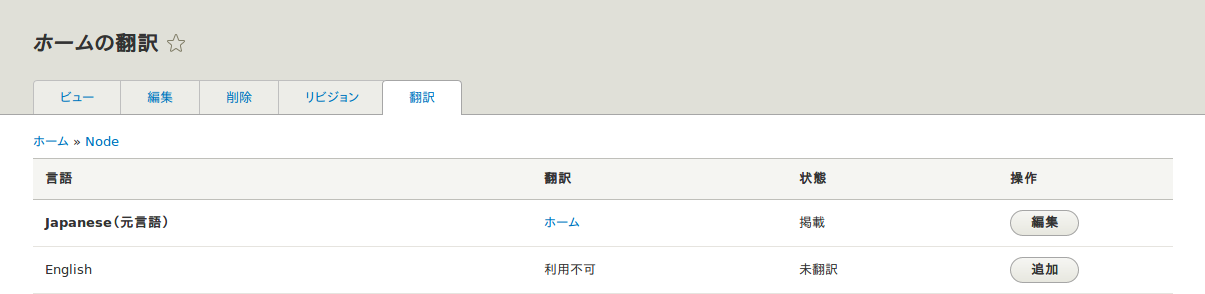 ホームの翻訳
ビュー 編集 削除 リビジョン 翻訳
ホーム » Node
言語 翻訳 状態 操作
Japanese（元言語） ホーム 掲載 編集
English 利用不可 未翻訳 追加